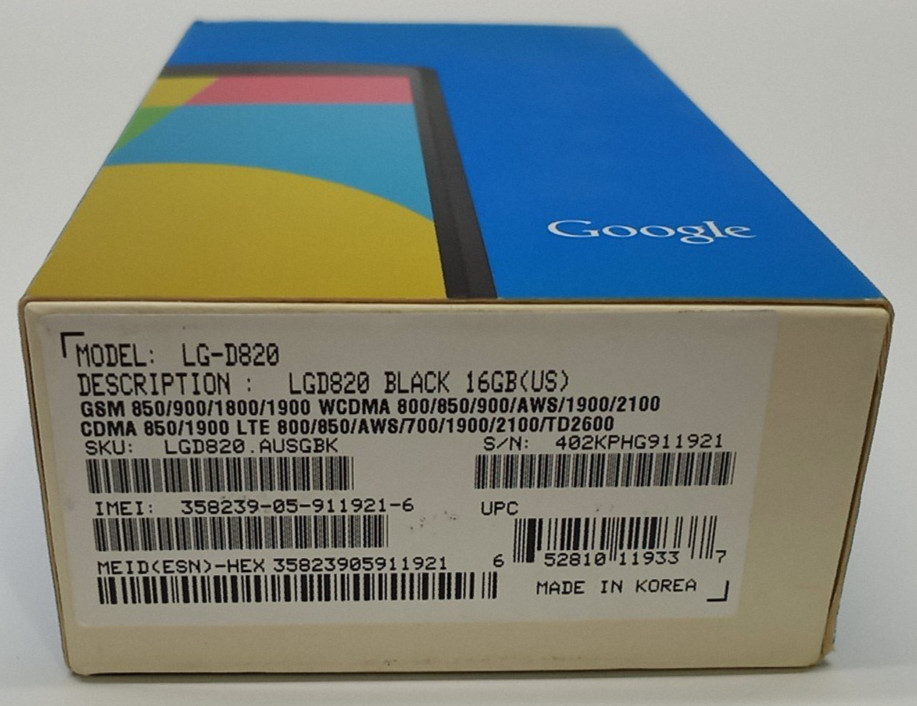 Google
MODEL: LG-D820
DESCRIPTION : LGD820 BLACK 16GB(US)
GSM 850/900/1800/1900 WCDMA 800/850/900/AWS/1900/2100
CDMA 850/1900 LTE 800/850/AWS/700/1900/2100/TD2600
SKU: LGD820.AUSGBK S/N: 402KPHG911921
IMEI: 358239-05-911921-6 UPC
MEID(ESN)-HEX 35823905911921 6 52810 11933 7
MADE IN KOREA